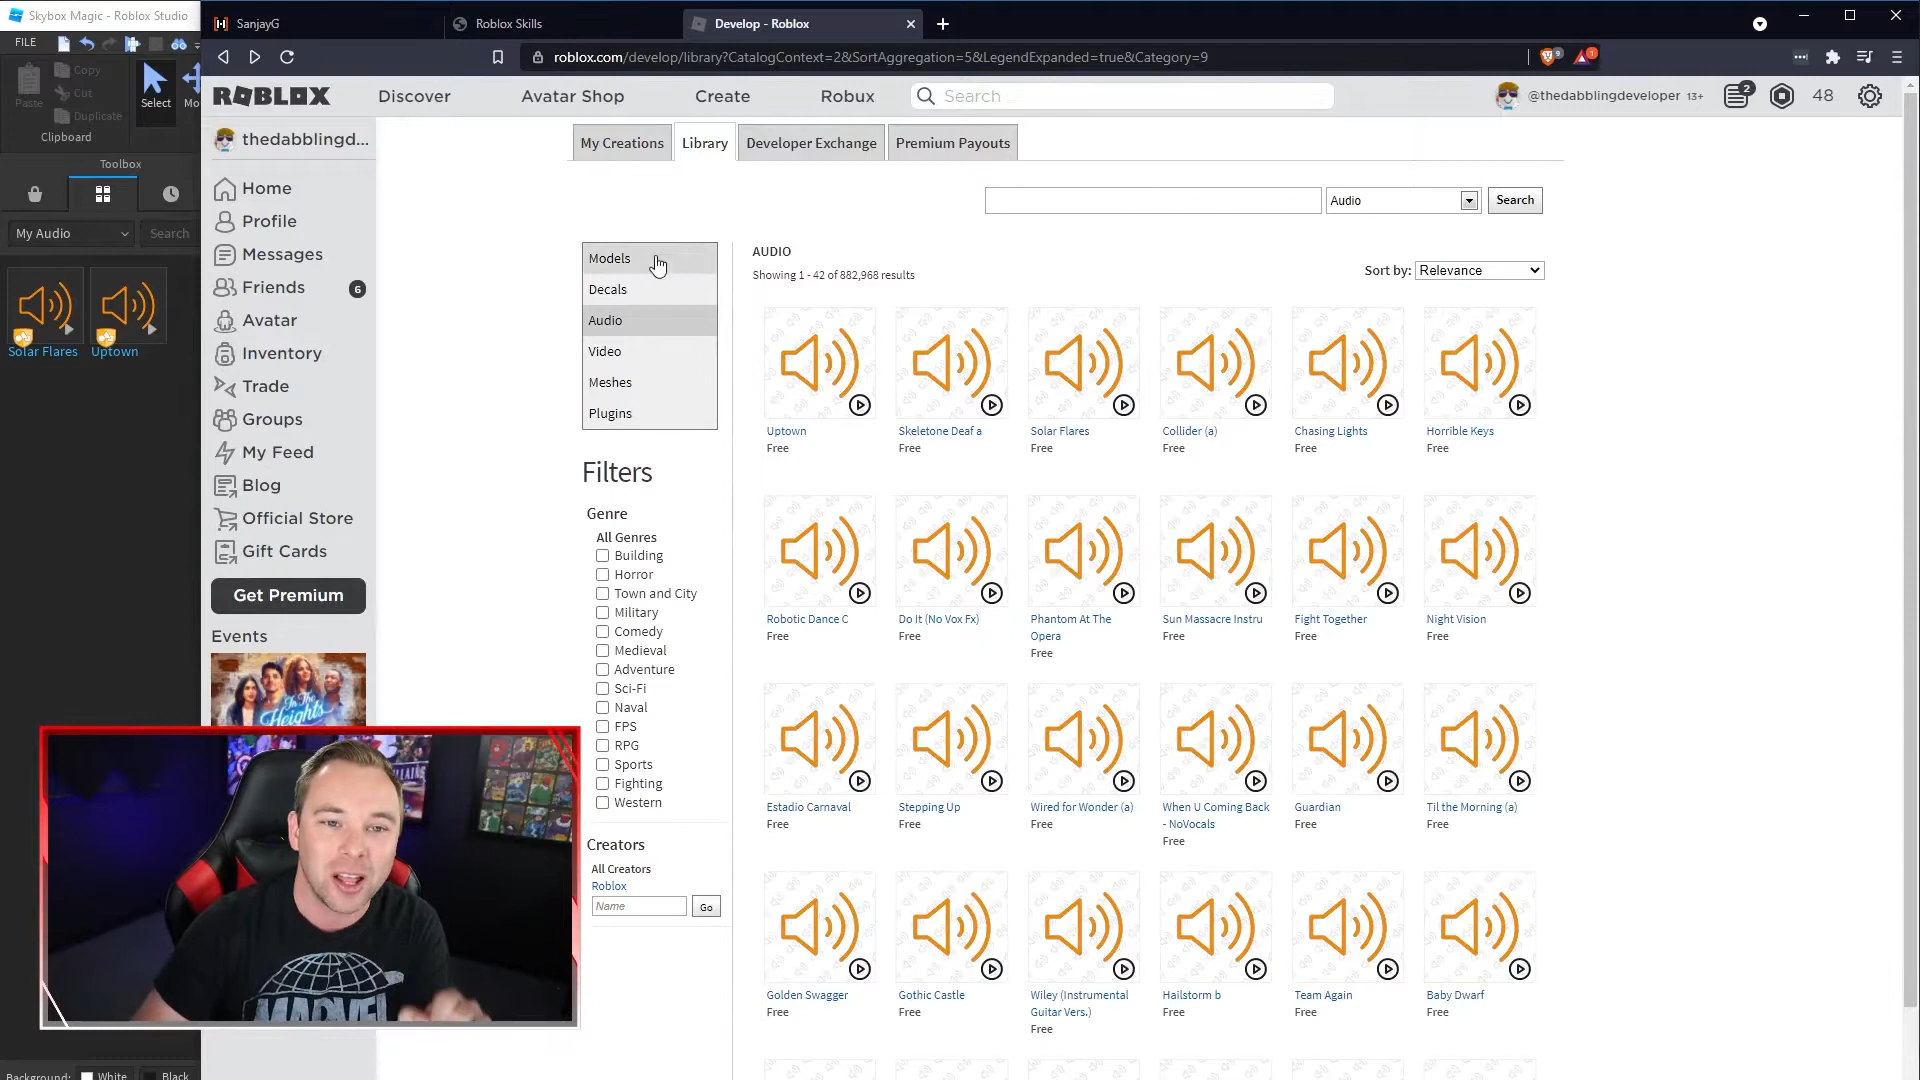 Skybox Magic - Roblox Studio
SanjayG
Roblox Skills
Develop - Roblox
FILE
roblox.com/develop/library?CatalogContext=2&SortAggregation=5&LegendExpanded=true&Category=9
9
1
Copy
Cut
Duplicate
Paste
Select
Clipboard
Toolbox
My Audio
Search
Solar Flares
Uptown
Background:
White
Black
ROBLOX
Discover
Avatar Shop
Create
Robux
Search
@thedabblingdeveloper 13+
2
48
thedabblingd...
Home
Profile
Messages
Friends
6
Avatar
Inventory
Trade
Groups
My Feed
Blog
Official Store
Gift Cards
Get Premium
Events
In The
Heights
MARVEL
My Creations
Library
Developer Exchange
Premium Payouts
Audio
Search
Models
Decals
Audio
Video
Meshes
Plugins
Filters
Genre
All Genres
Building
Horror
Town and City
Military
Comedy
Medieval
Adventure
Sci-Fi
Naval
FPS
RPG
Sports
Fighting
Western
Creators
All Creators
Roblox
Name
Go
AUDIO
Showing 1 - 42 of 882,968 results
Sort by:
Relevance
Uptown
Free
Skeletone Deaf a
Free
Solar Flares
Free
Collider (a)
Free
Chasing Lights
Free
Horrible Keys
Free
Robotic Dance C
Free
Do It (No Vox Fx)
Free
Phantom At The
Opera
Free
Sun Massacre Instru
Free
Fight Together
Free
Night Vision
Free
Estadio Carnaval
Free
Stepping Up
Free
Wired for Wonder (a)
Free
When U Coming Back
- NoVocals
Free
Guardian
Free
Til the Morning (a)
Free
Golden Swagger
Free
Gothic Castle
Free
Wiley (Instrumental
Guitar Vers.)
Free
Hailstorm b
Free
Team Again
Free
Baby Dwarf
Free